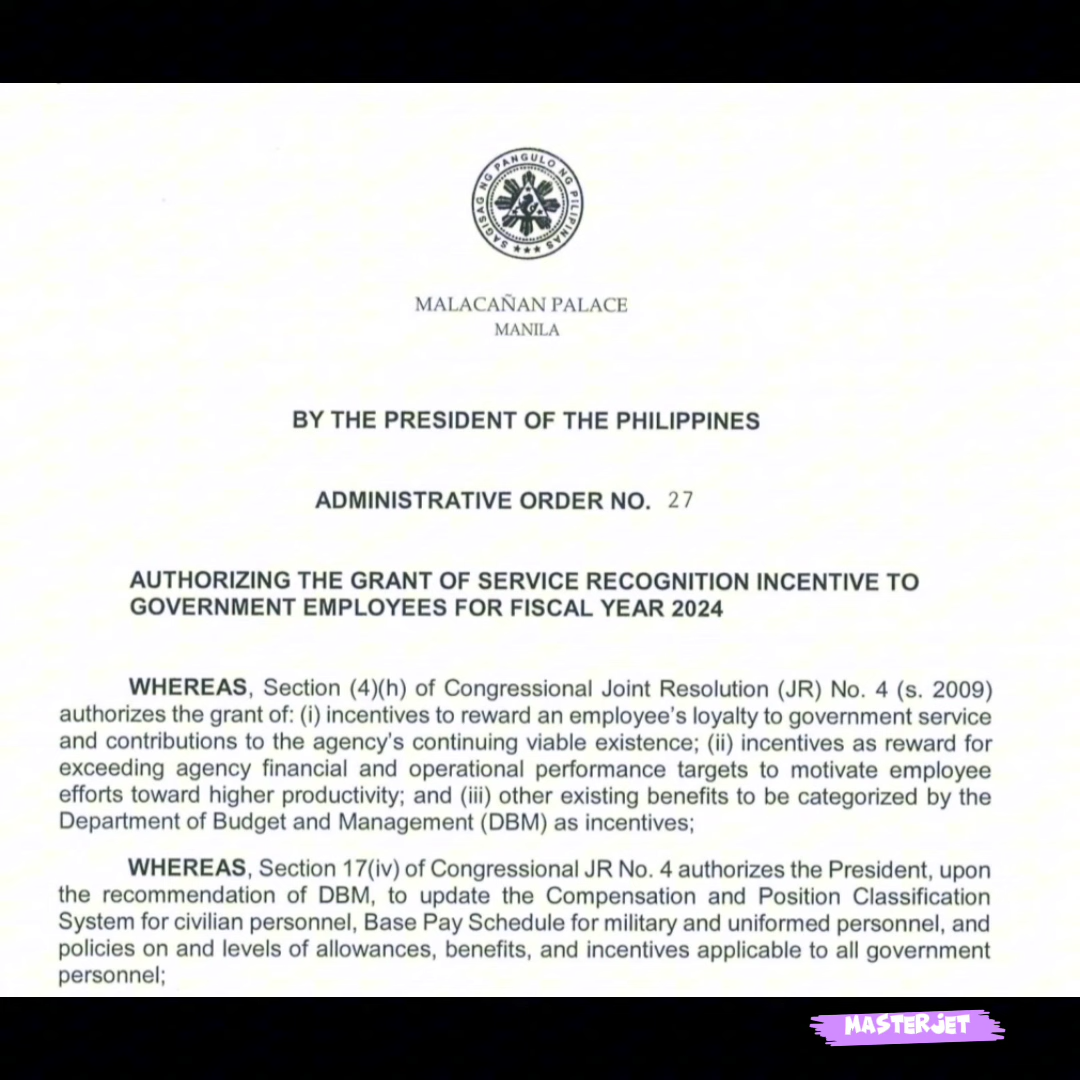 SAGISAG NG PANGULO NG PILIPINAS
MALACAÑAN PALACE
MANILA
BY THE PRESIDENT OF THE PHILIPPINES
ADMINISTRATIVE ORDER NO. 27
AUTHORIZING THE GRANT OF SERVICE RECOGNITION INCENTIVE TO
GOVERNMENT EMPLOYEES FOR FISCAL YEAR 2024
WHEREAS, Section (4)(h) of Congressional Joint Resolution (JR) No. 4 (s. 2009)
authorizes the grant of: (i) incentives to reward an employee's loyalty to government service
and contributions to the agency's continuing viable existence; (ii) incentives as reward for
exceeding agency financial and operational performance targets to motivate employee
efforts toward higher productivity; and (iii) other existing benefits to be categorized by the
Department of Budget and Management (DBM) as incentives;
WHEREAS, Section 17(iv) of Congressional JR No. 4 authorizes the President, upon
the recommendation of DBM, to update the Compensation and Position Classification
System for civilian personnel, Base Pay Schedule for military and uniformed personnel, and
policies on and levels of allowances, benefits, and incentives applicable to all government
personnel;
MASTERJET